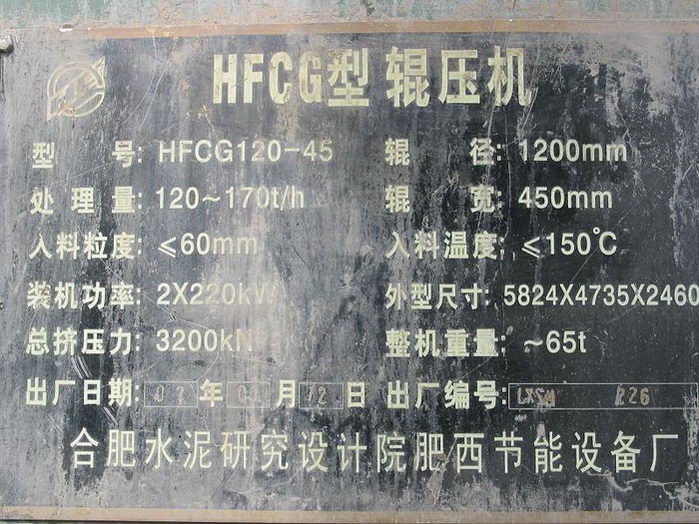 HFCG型 辊压机
型 号: HFCG120-45 辊 径: 1200mm
处理量: 120~170t/h 辊 宽: 450mm
入料粒度: ≤60mm 入料温度: ≤150℃
装机功率: 2X220kW 外型尺寸: 5824X4735X2460
总挤压力: 3200kN 整机重量: ~65t
出厂日期: 年 月 12 日 出厂编号: 226
合肥水泥研究设计院肥西节能设备厂